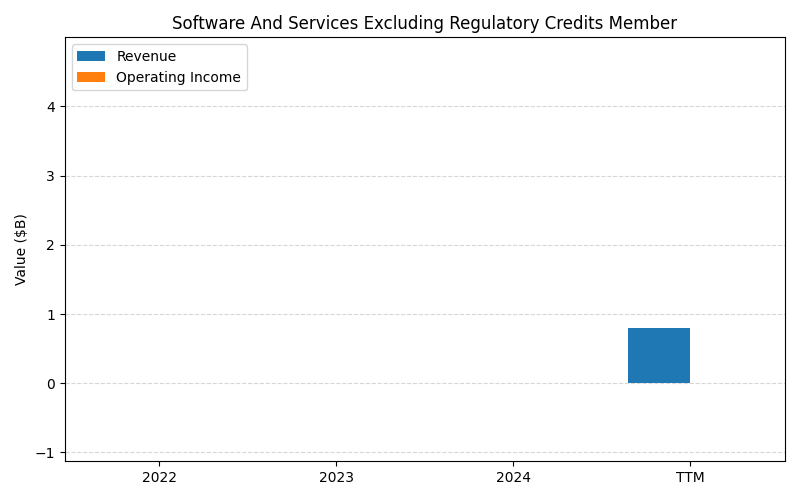 Software And Services Excluding Regulatory Credits Member
Revenue
Operating Income
Value ($B)
4
3
2
1
0
−1
2022
2023
2024
TTM